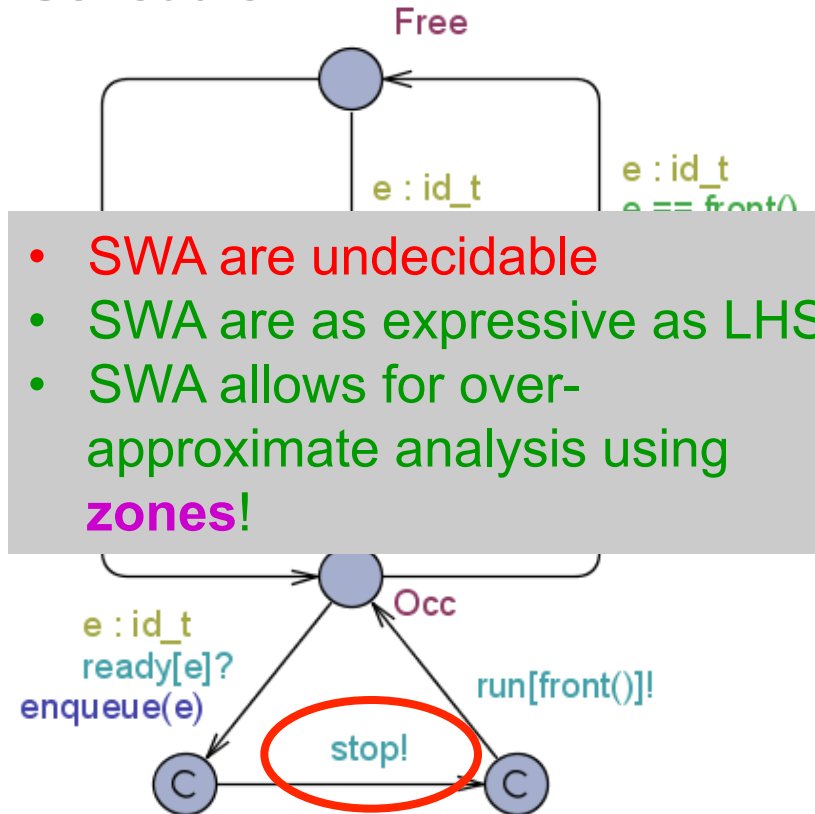 Free
e : id_t
e : id_t
e == front()
• SWA are undecidable
• SWA are as expressive as LHS
• SWA allows for over-
approximate analysis using
zones!
Occ
e : id_t
ready[e]?
enqueue(e)
run[front()]!
stop!
C
C